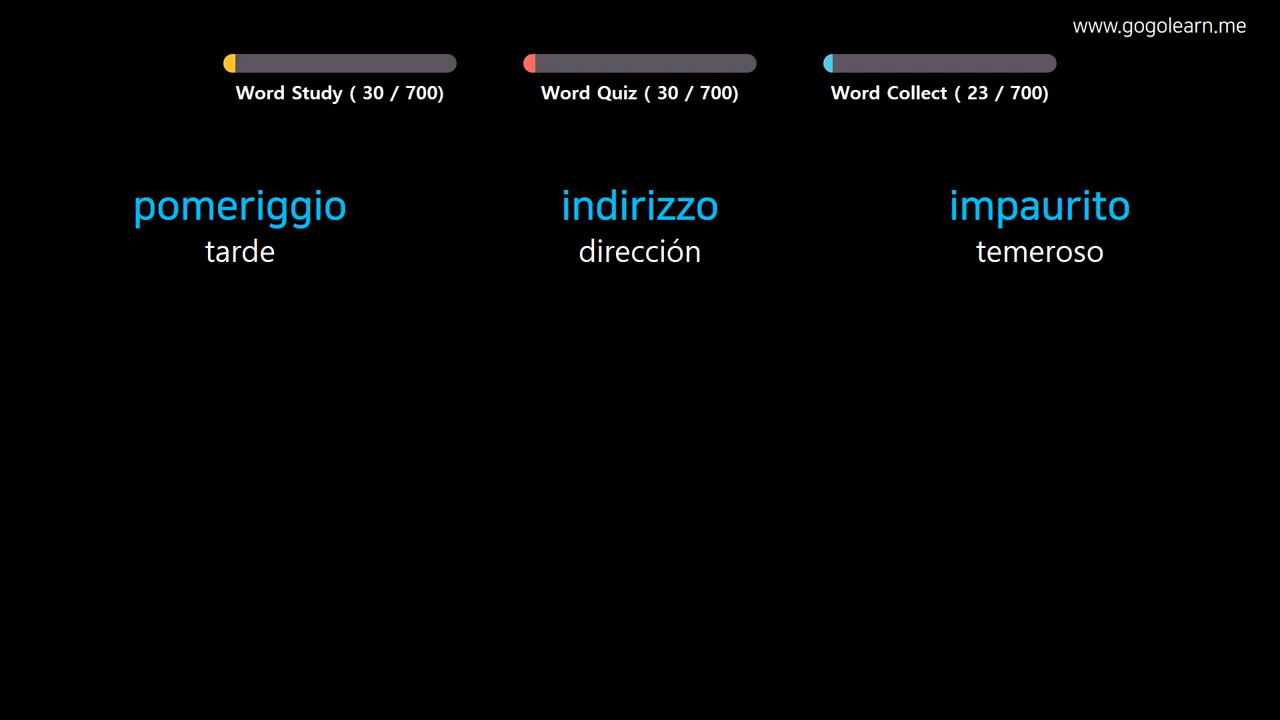 www.gogolearn.me
Word Study ( 30 / 700)
Word Quiz ( 30 / 700)
Word Collect ( 23 / 700)
pomeriggio
tarde
indirizzo
dirección
impaurito
temeroso